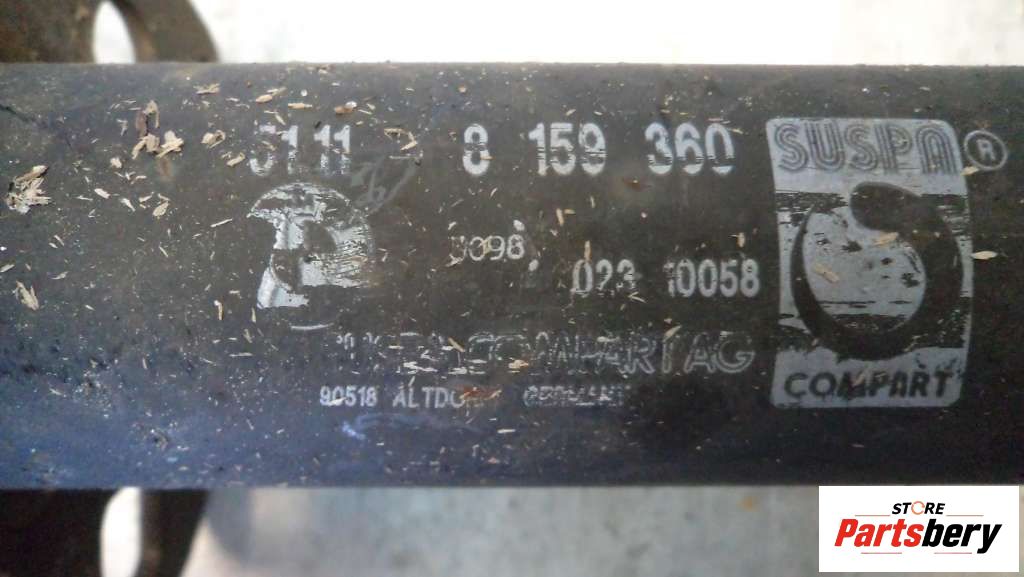 5111 - 8 159 360
SUSPA ®
3098, 023 10058
COMPART AG
90518 ALTDORF GERMANY
COMPART
STORE
Partsbery